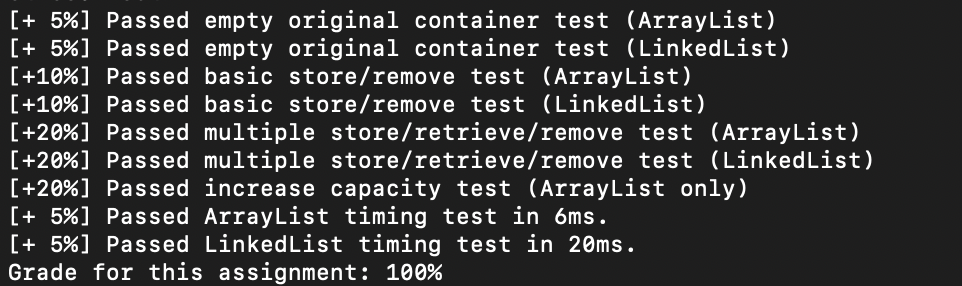 [+ 5%] Passed empty original container test (ArrayList)
[+ 5%] Passed empty original container test (LinkedList)
[+10%] Passed basic store/remove test (ArrayList)
[+10%] Passed basic store/remove test (LinkedList)
[+20%] Passed multiple store/retrieve/remove test (ArrayList)
[+20%] Passed multiple store/retrieve/remove test (LinkedList)
[+20%] Passed increase capacity test (ArrayList only)
[+ 5%] Passed ArrayList timing test in 6ms.
[+ 5%] Passed LinkedList timing test in 20ms.
Grade for this assignment: 100%